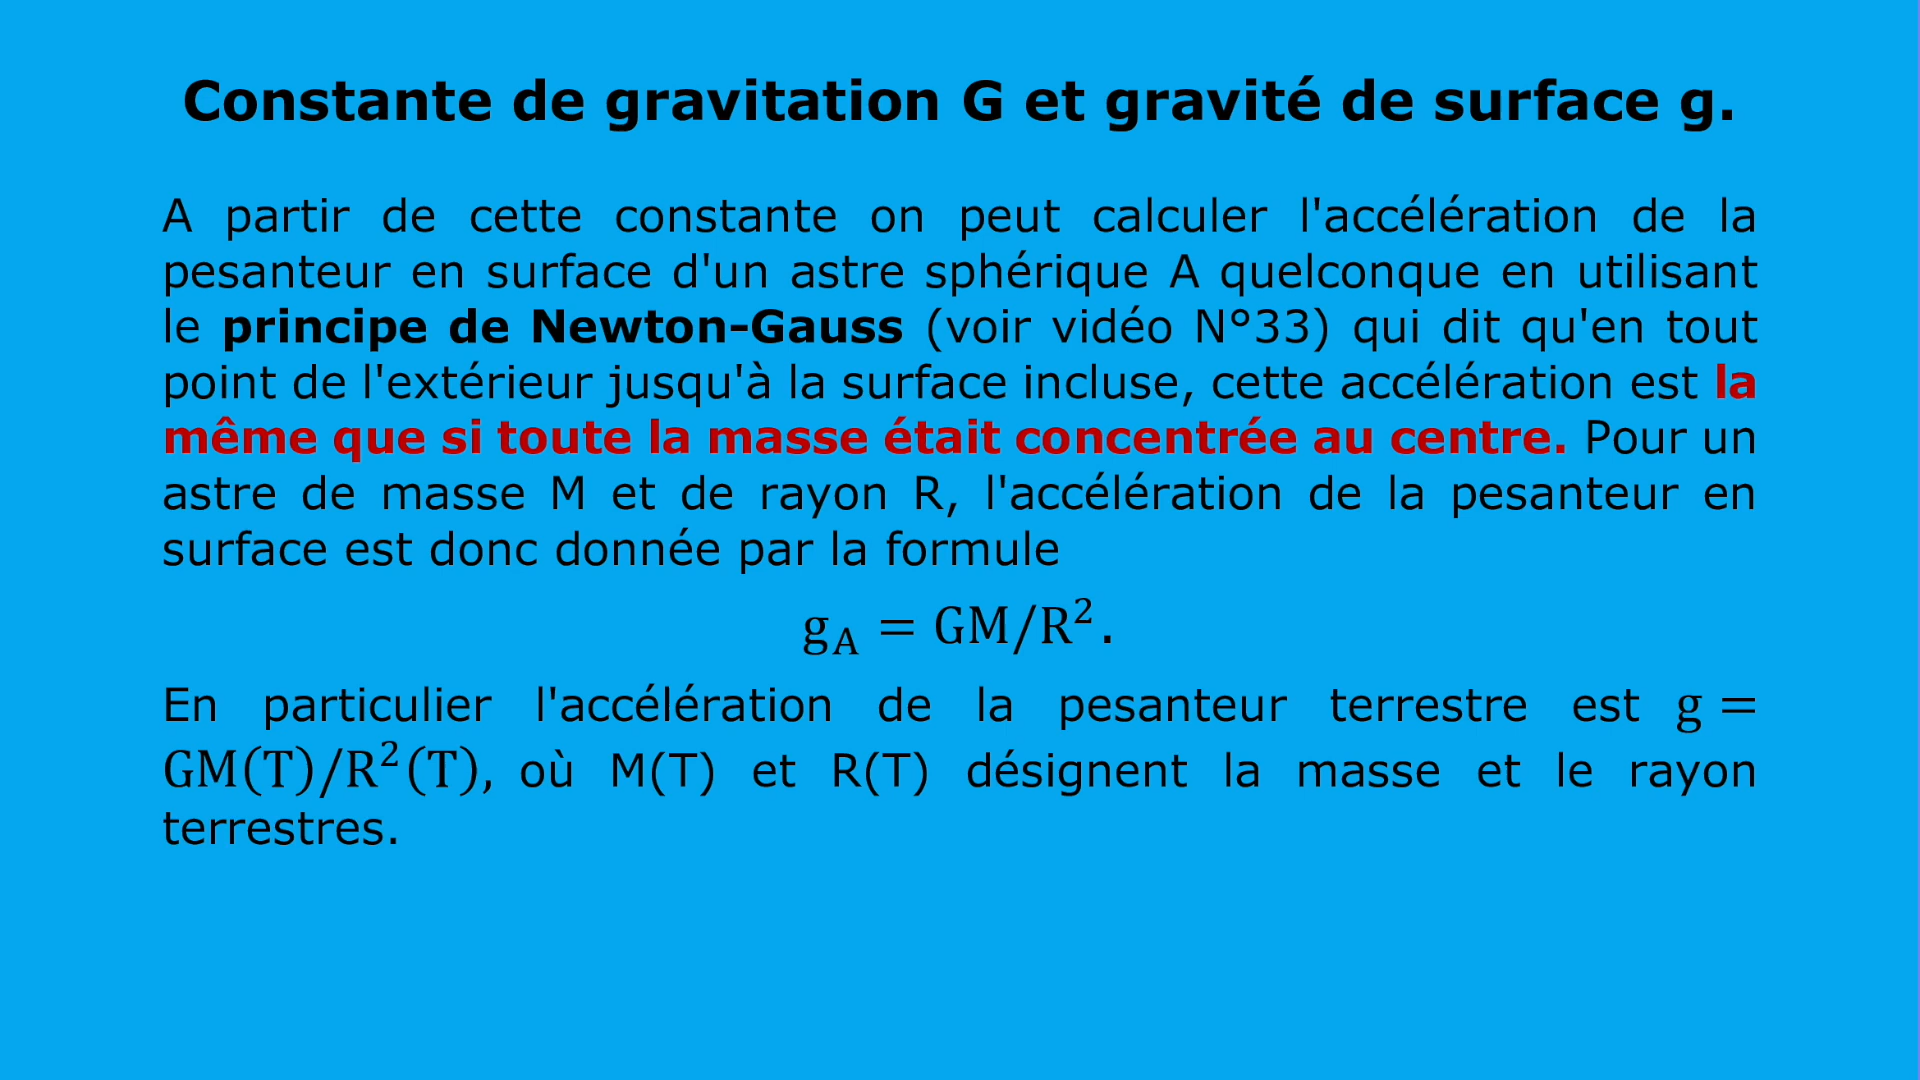 Constante de gravitation G et gravité de surface g.
A partir de cette constante on peut calculer l'accélération de la
pesanteur en surface d'un astre sphérique A quelconque en utilisant
le principe de Newton-Gauss (voir vidéo N°33) qui dit qu'en tout
point de l'extérieur jusqu'à la surface incluse, cette accélération est la
même que si toute la masse était concentrée au centre. Pour un
astre de masse M et de rayon R, l'accélération de la pesanteur en
surface est donc donnée par la formule
g_A = GM/R².
En particulier l'accélération de la pesanteur terrestre est g =
GM(T)/R²(T), où M(T) et R(T) désignent la masse et le rayon
terrestres.